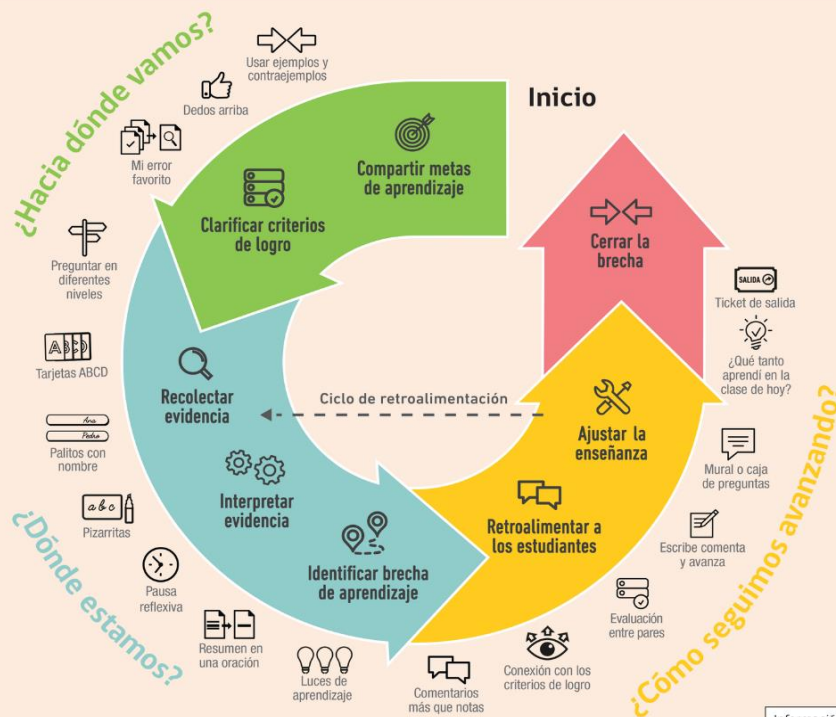 ¿Hacia dónde vamos?
Usar ejemplos y
contraejemplos
Dedos arriba
Mi error
favorito
Inicio
Compartir metas
de aprendizaje
Clarificar criterios
de logro
Preguntar en
diferentes
niveles
Tarjetas ABCD
ABCD
Ana
Pedro
Palitos con
nombre
abc
Pizarritas
¿Dónde estamos?
Pausa
reflexiva
Resumen en
una oración
Luces de
aprendizaje
Recolectar
evidencia
Interpretar
evidencia
Identificar brecha
de aprendizaje
Ciclo de retroalimentación
Cerrar la
brecha
Ajustar la
enseñanza
Retroalimentar a
los estudiantes
SALIDA
Ticket de salida
¿Qué tanto
aprendí en la
clase de hoy?
Mural o caja
de preguntas
Escribe comenta
y avanza
Evaluación
entre pares
Conexión con los
criterios de logro
Comentarios
más que notas
¿Cómo seguimos avanzando?